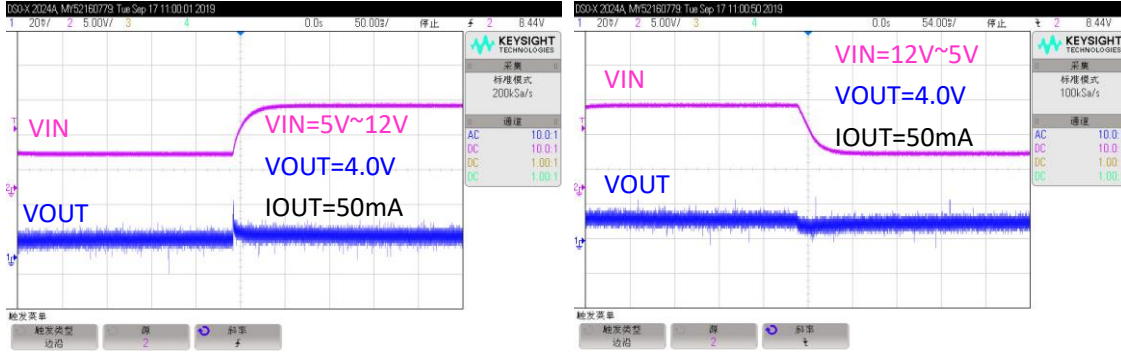 DSO-X 2024A, MY52160779: Tue Sep 17 11:00:01 2019
1 20▽/ 2 5.00V/ 3 4 0.0s 50.00▽/ 停止 2 8.44V
KEYSIGHT
TECHNOLOGIES
采集
标准模式
200kSa/s
通道
AC 10.0:1
DC 10.0:1
DC 1.00:1
DC 1.00:1
VIN
VIN=5V~12V
VOUT=4.0V
VOUT
IOUT=50mA
触发菜单
触发类型
边沿
源
2
斜率
DSO-X 2024A, MY52160779: Tue Sep 17 11:00:50 2019
1 20▽/ 2 5.00V/ 3 4 0.0s 54.00▽/ 停止 2 8.44V
KEYSIGHT
TECHNOLOGIES
采集
标准模式
100kSa/s
通道
AC 10.0:
DC 10.0:
DC 1.00:
DC 1.00:
VIN=12V~5V
VIN
VOUT=4.0V
IOUT=50mA
VOUT
触发菜单
触发类型
边沿
源
2
斜率